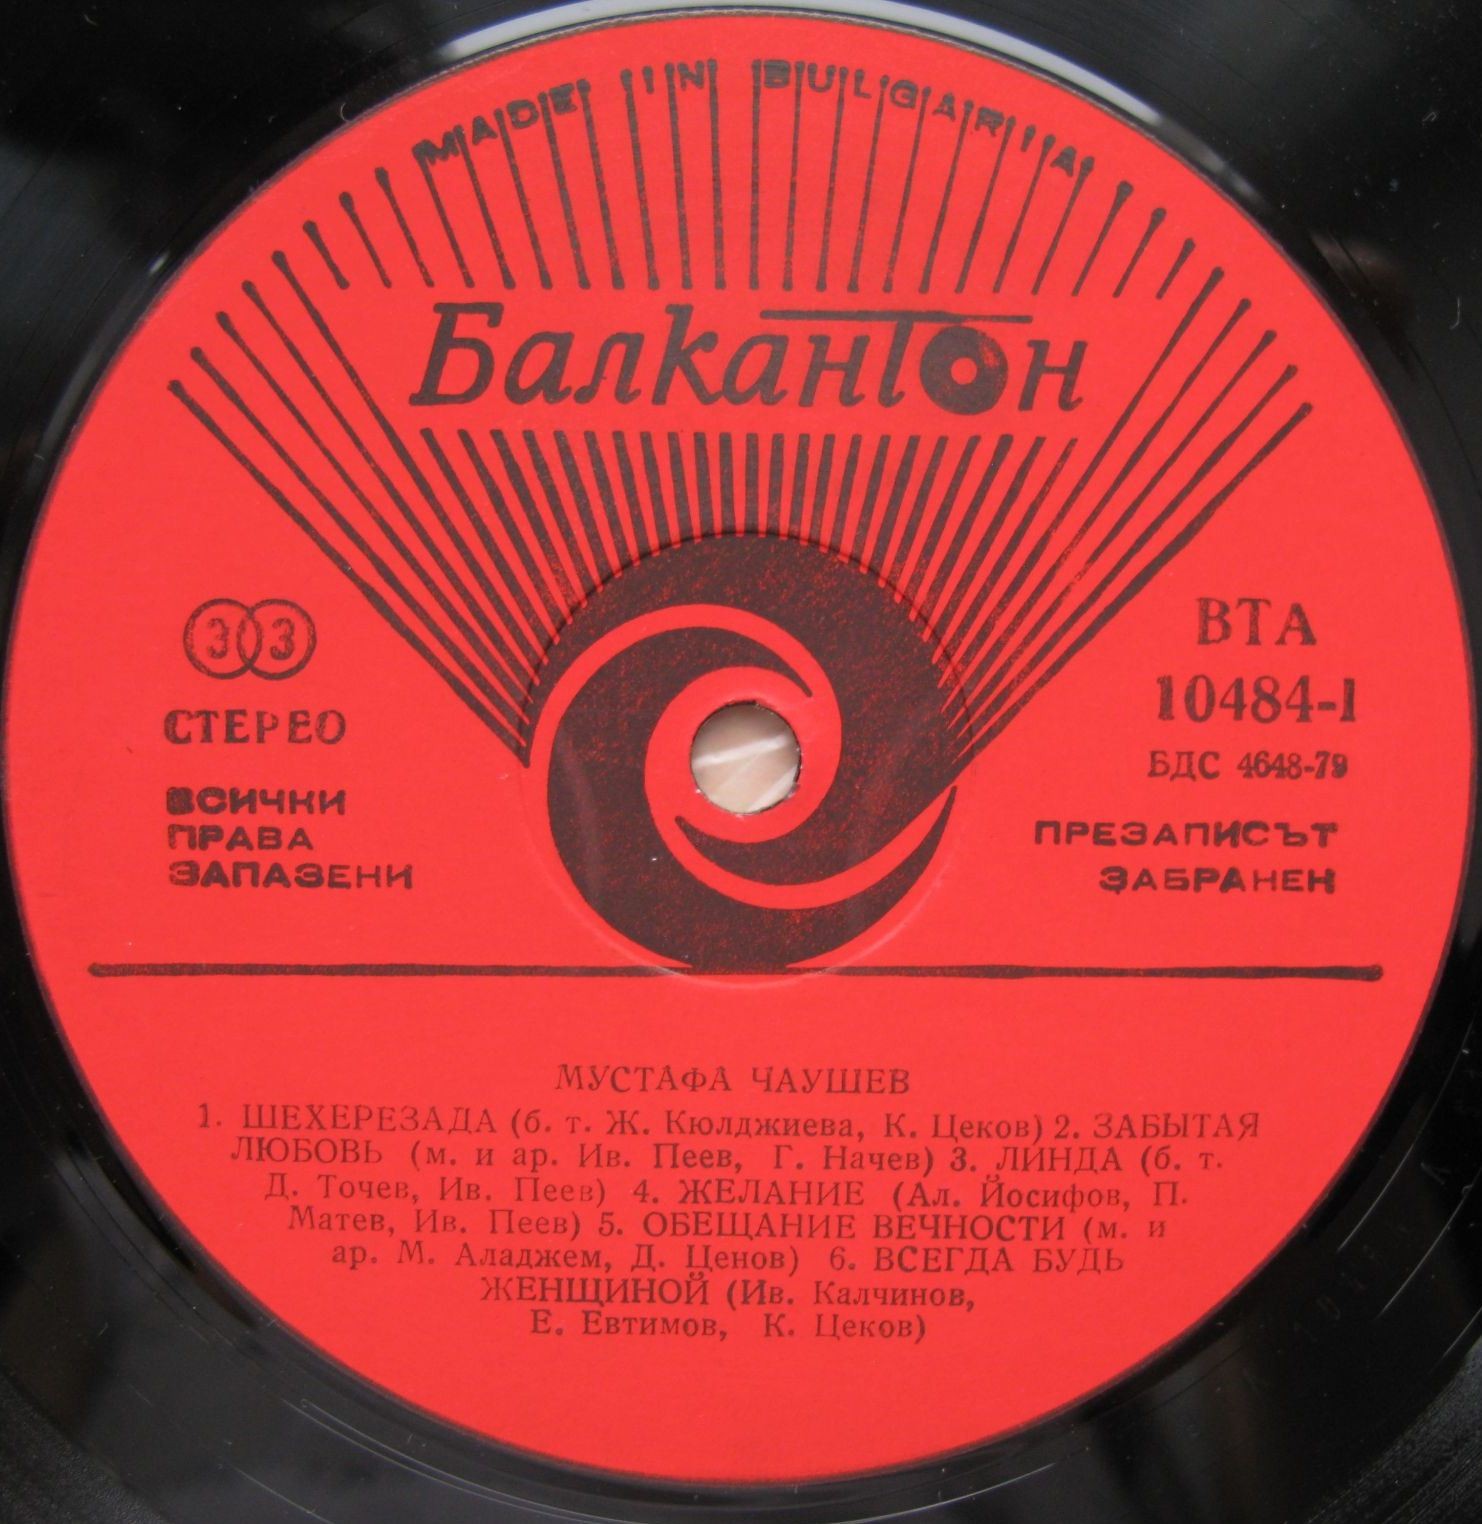 MADE IN BULGARIA
Балкантон
33
СТЕРЕО
ВСИЧКИ
ПРАВА
ЗАПАЗЕНИ
ВТА
10484-1
БДС 4648-79
ПРЕЗАПИСЪТ
ЗАБРАНЕН
МУСТАФА ЧАУШЕВ
1. ШЕХЕРЕЗАДА (б. т. Ж. Кюлджиева, К. Цеков) 2. ЗАБЫТАЯ
ЛЮБОВЬ (м. и ар. Ив. Пеев, Г. Начев) 3. ЛИНДА (б. т.
Д. Точев, Ив. Пеев) 4. ЖЕЛАНИЕ (Ал. Йосифов, П.
Матев, Ив. Пеев) 5. ОБЕЩАНИЕ ВЕЧНОСТИ (м. и
ар. М. Аладжем, Д. Ценов) 6. ВСЕГДА БУДЬ
ЖЕНЩИНОЙ (Ив. Калчинов,
Е. Евтимов, К. Цеков)